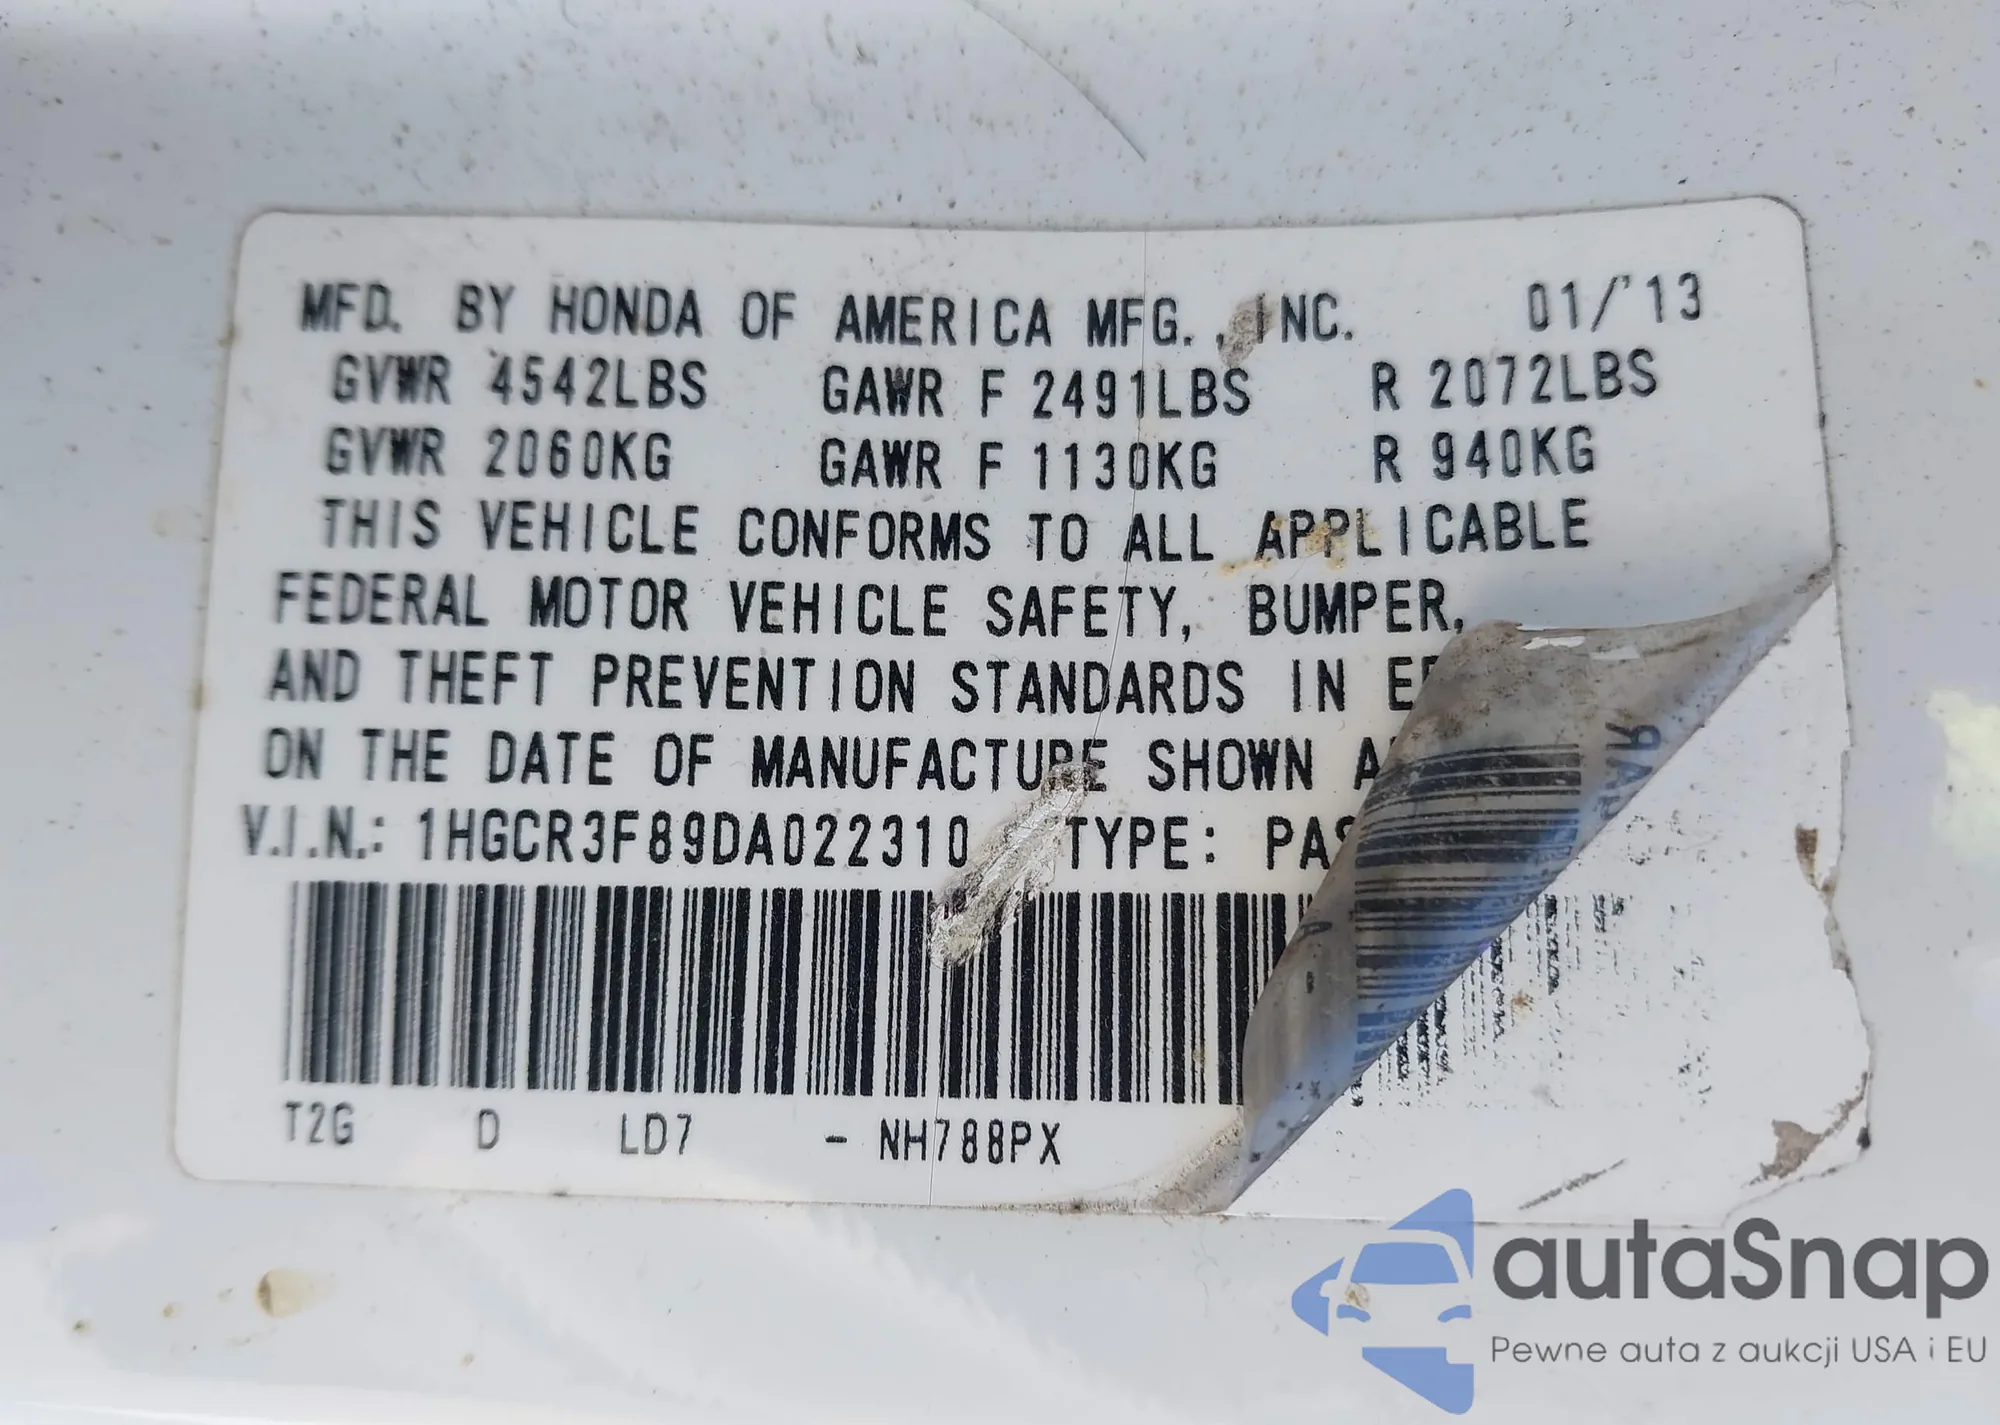 MFD. BY HONDA OF AMERICA MFG., INC. 01/'13
GVWR 4542LBS GAWR F 2491LBS R 2072LBS
GVWR 2060KG GAWR F 1130KG R 940KG
THIS VEHICLE CONFORMS TO ALL APPLICABLE
FEDERAL MOTOR VEHICLE SAFETY, BUMPER,
AND THEFT PREVENTION STANDARDS IN
ON THE DATE OF MANUFACTURE SHOWN
V.I.N.: 1HGCR3F89DA022310 TYPE:
T2G D LD7 - NH788PX
autaSnap
Pewne auta z aukcji USA i EU